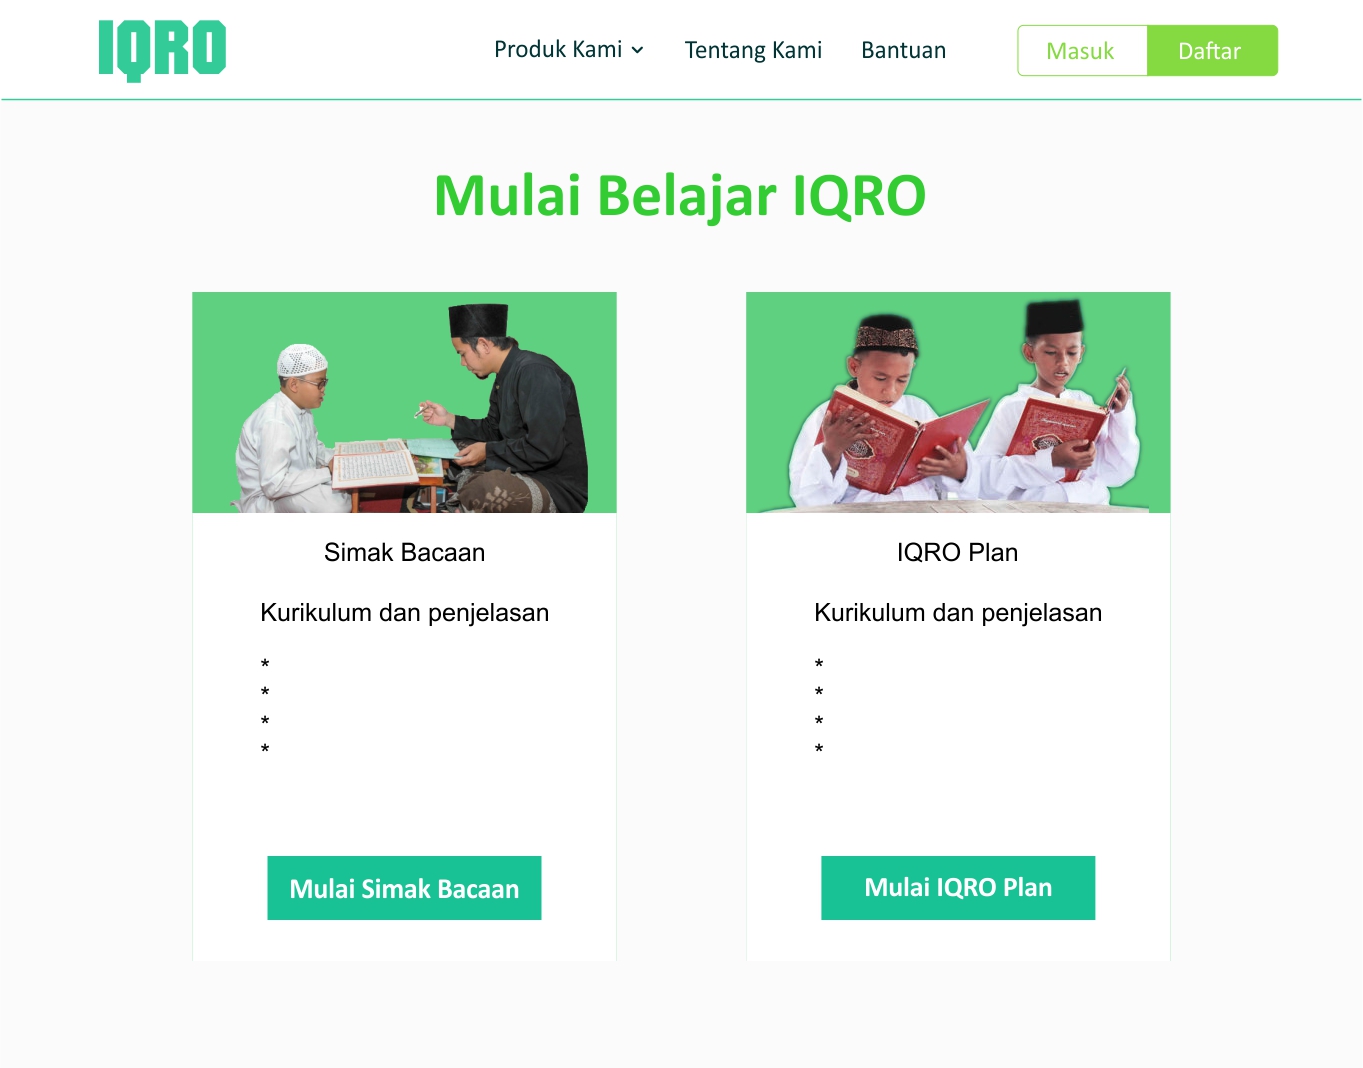 IQRO
Produk Kami
Tentang Kami
Bantuan
Masuk
Daftar
Mulai Belajar IQRO
Simak Bacaan
Kurikulum dan penjelasan
*
*
*
*
Mulai Simak Bacaan
IQRO Plan
Kurikulum dan penjelasan
*
*
*
*
Mulai IQRO Plan